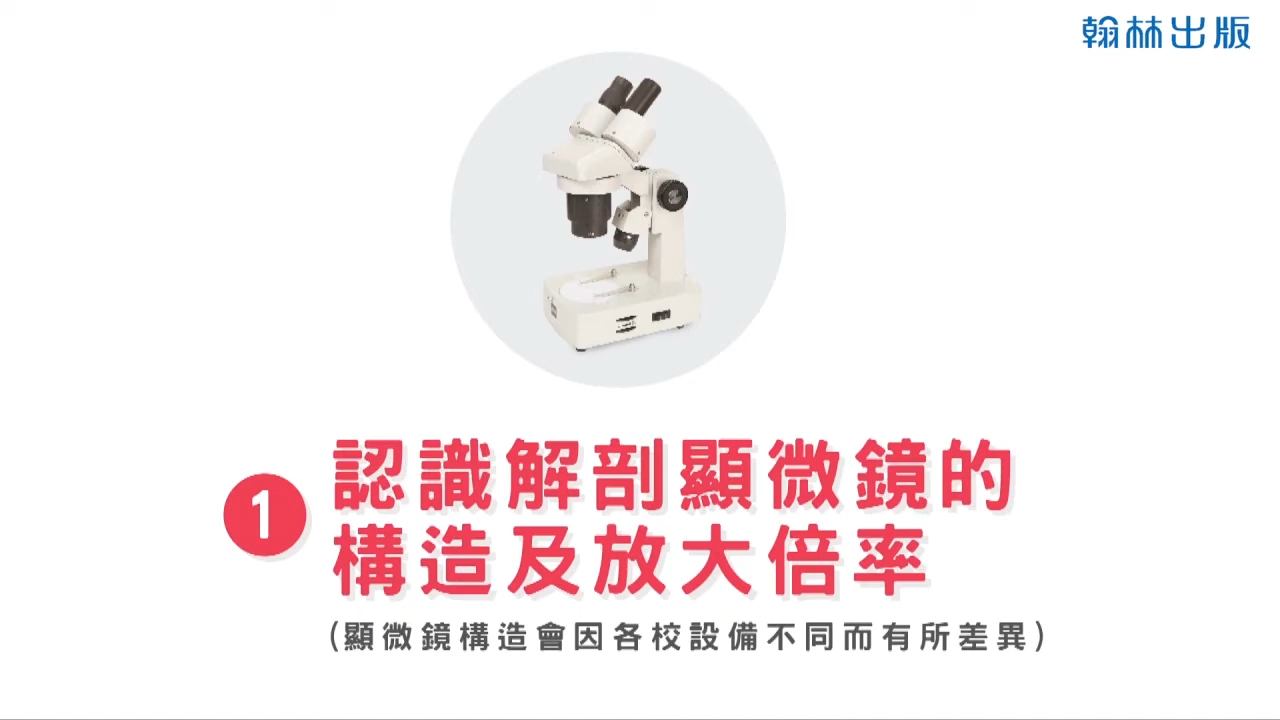 翰林出版
1
認識解剖顯微鏡的
構造及放大倍率
(顯微鏡構造會因各校設備不同而有所差異)